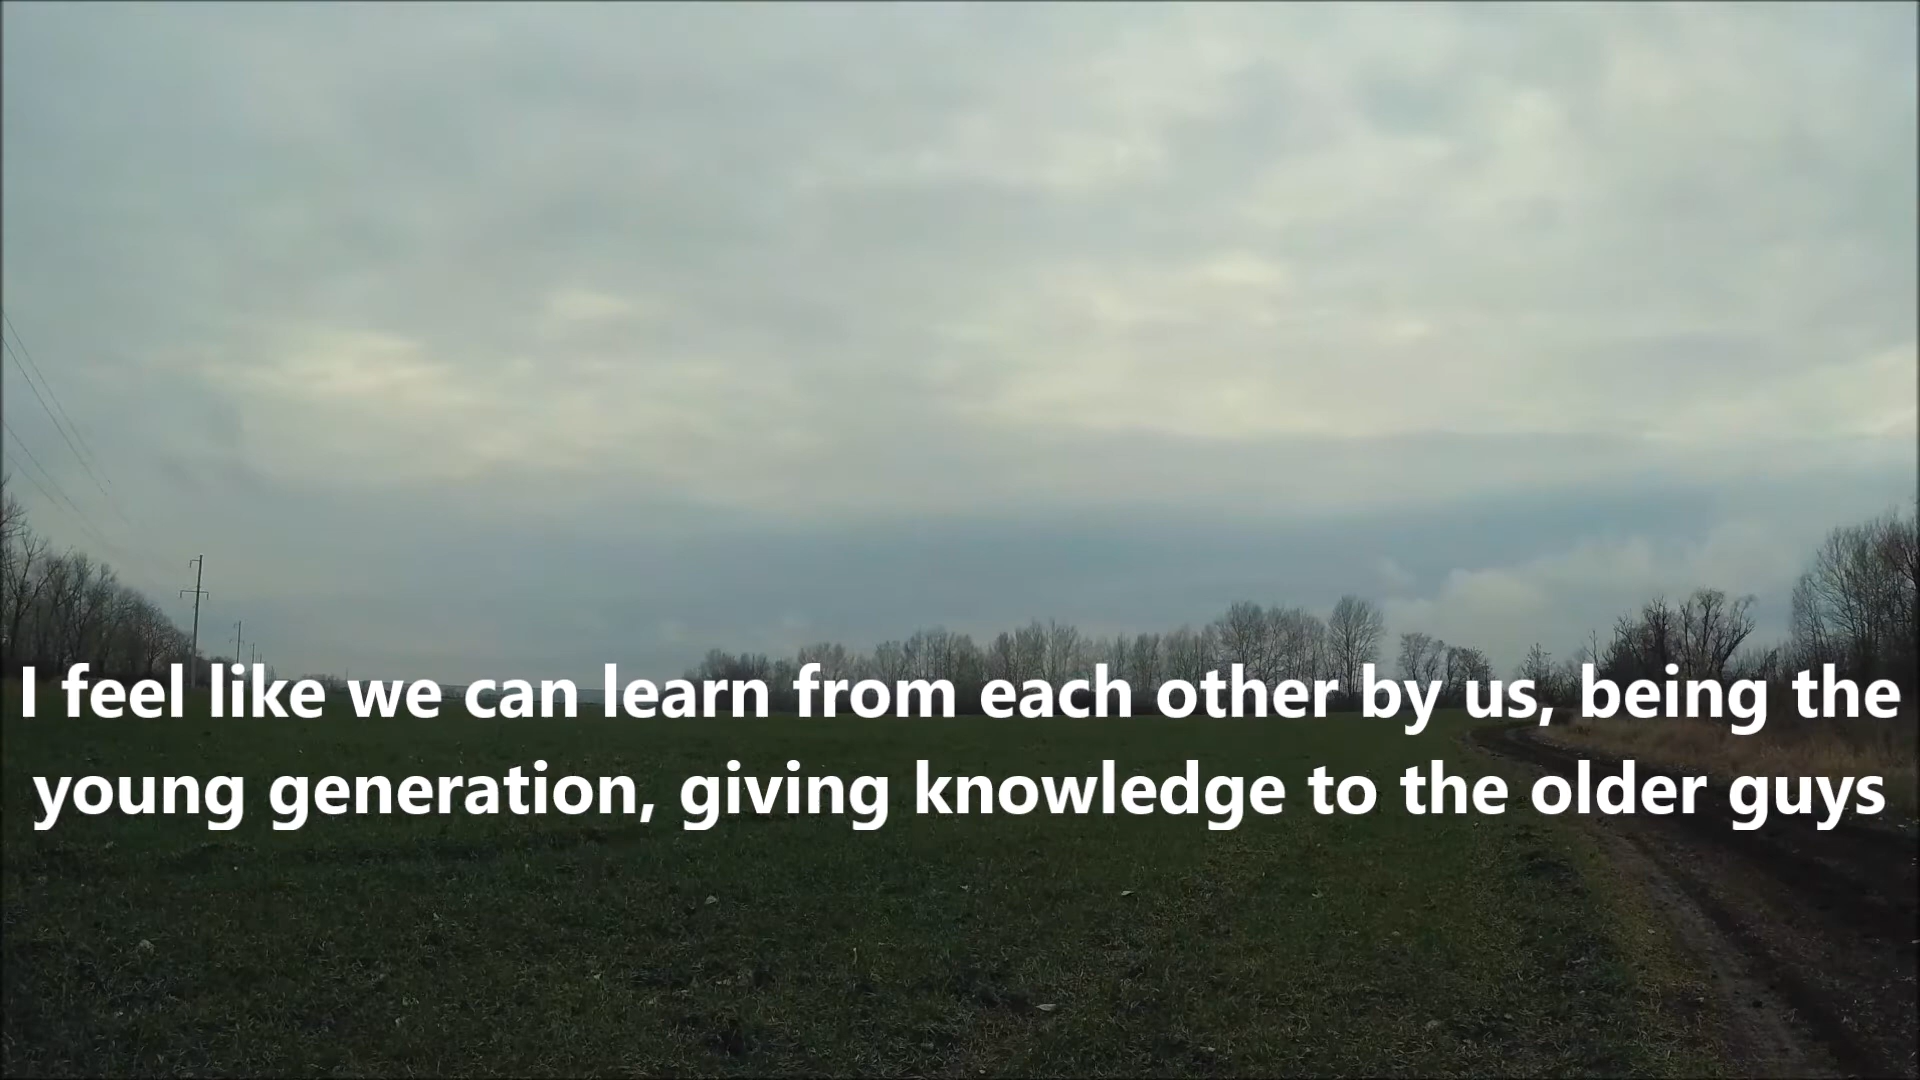 I feel like we can learn from each other by us, being the
young generation, giving knowledge to the older guys